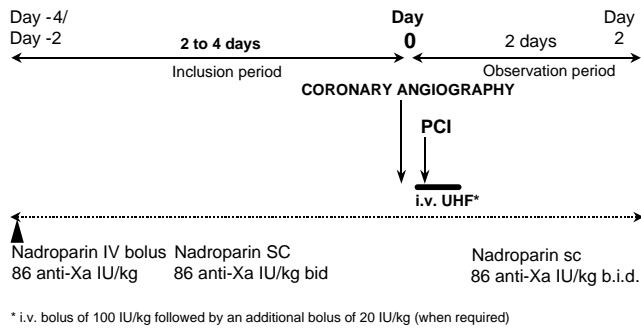 Day -4/
Day -2
Day
0
Day
2
2 to 4 days
2 days
Inclusion period
Observation period
CORONARY ANGIOGRAPHY
PCI
i.v. UHF*
Nadroparin IV bolus
86 anti-Xa IU/kg
Nadroparin SC
86 anti-Xa IU/kg bid
Nadroparin sc
86 anti-Xa IU/kg b.i.d.
* i.v. bolus of 100 IU/kg followed by an additional bolus of 20 IU/kg (when required)